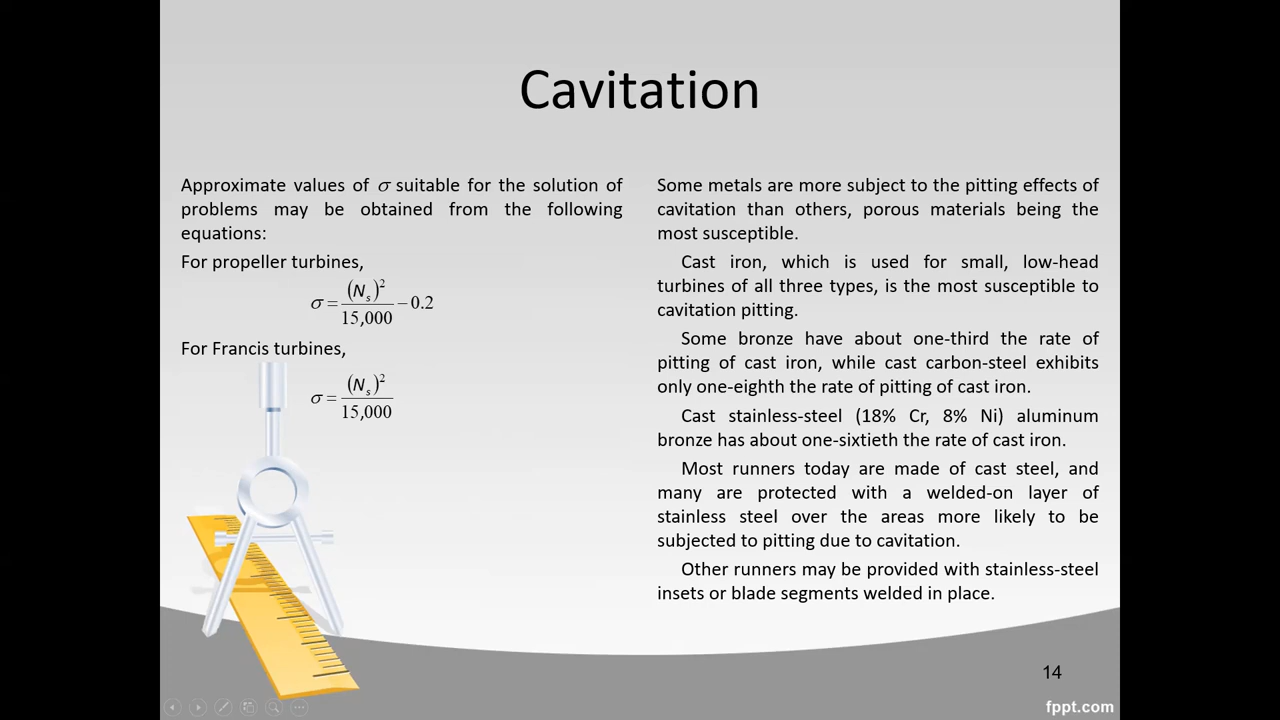 Cavitation
Approximate values of σ suitable for the solution of
problems may be obtained from the following
equations:
For propeller turbines,
σ = (Nₛ)² / 15,000 − 0.2
For Francis turbines,
σ = (Nₛ)² / 15,000
Some metals are more subject to the pitting effects of
cavitation than others, porous materials being the
most susceptible.
Cast iron, which is used for small, low-head
turbines of all three types, is the most susceptible to
cavitation pitting.
Some bronze have about one-third the rate of
pitting of cast iron, while cast carbon-steel exhibits
only one-eighth the rate of pitting of cast iron.
Cast stainless-steel (18% Cr, 8% Ni) aluminum
bronze has about one-sixtieth the rate of cast iron.
Most runners today are made of cast steel, and
many are protected with a welded-on layer of
stainless steel over the areas more likely to be
subjected to pitting due to cavitation.
Other runners may be provided with stainless-steel
insets or blade segments welded in place.
14
fppt.com